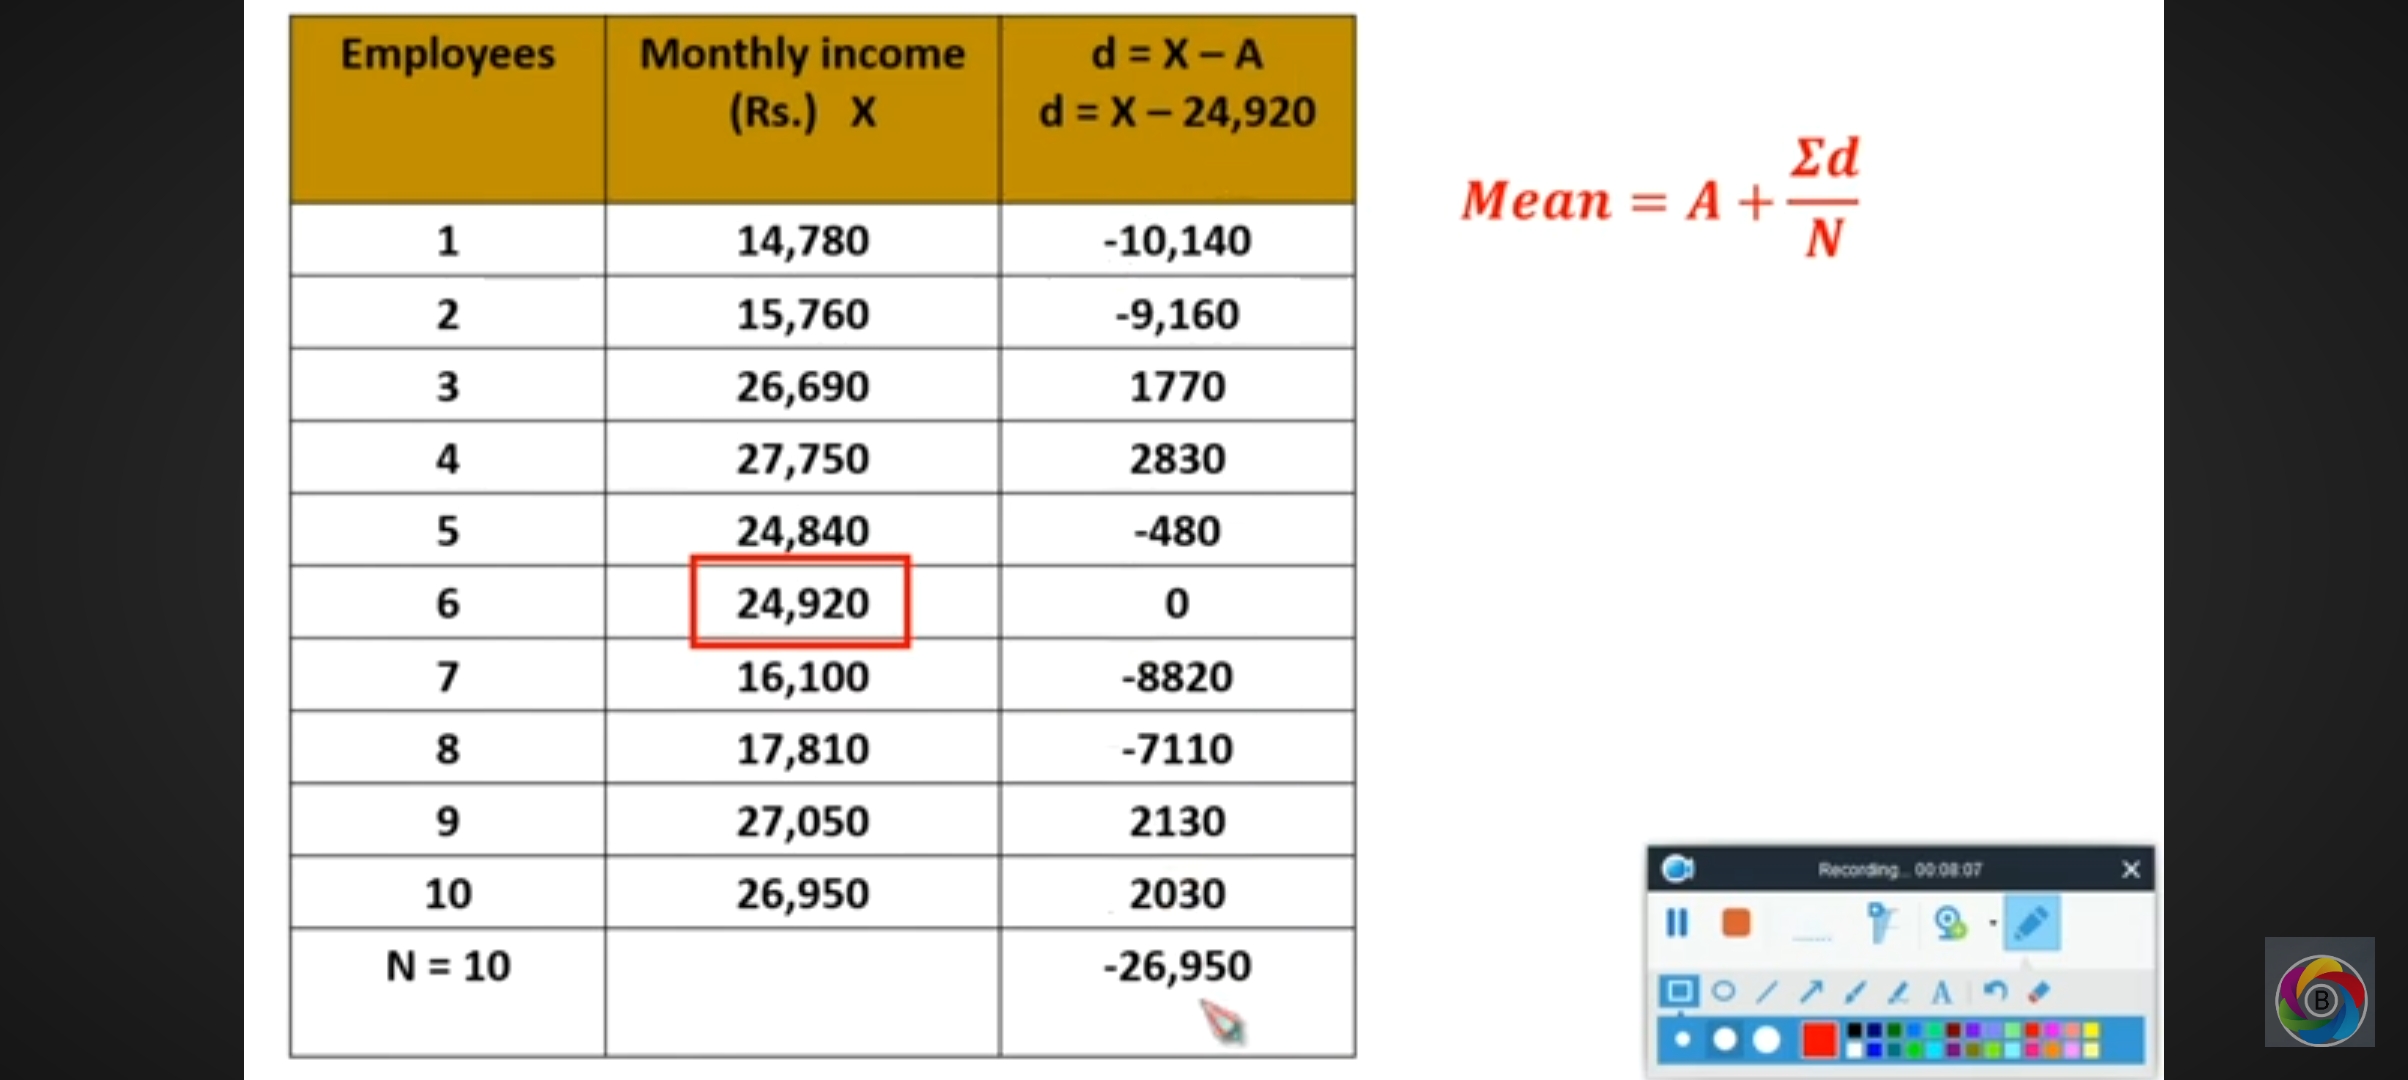 Employees Monthly income d = X – A
(Rs.) X d = X – 24,920
1 14,780 -10,140
2 15,760 -9,160
3 26,690 1770
4 27,750 2830
5 24,840 -480
6 24,920 0
7 16,100 -8820
8 17,810 -7110
9 27,050 2130
10 26,950 2030
N = 10 -26,950
Mean = A + Σd / N
Recording... 00:08:07
A
B